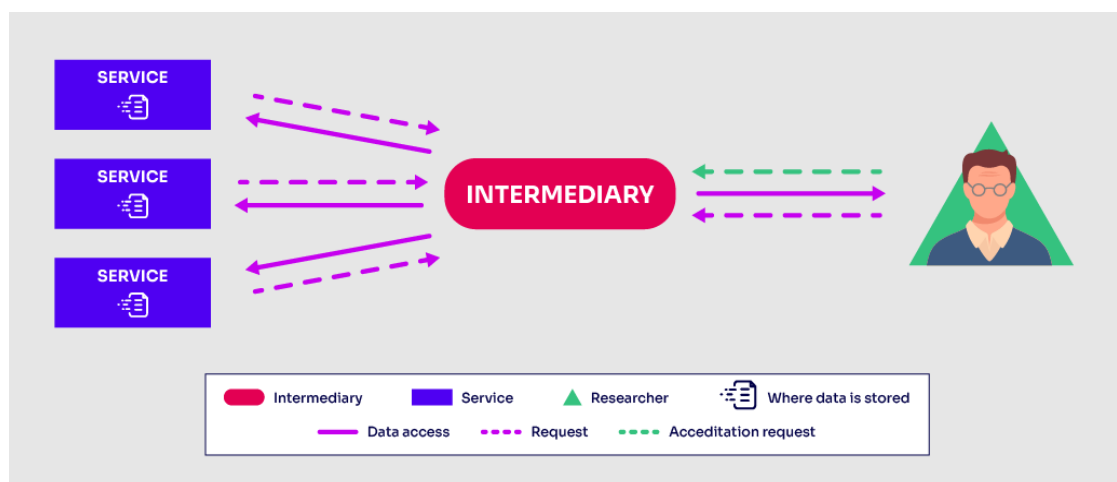 SERVICE
SERVICE
INTERMEDIARY
SERVICE
Intermediary
Service
Researcher
Where data is stored
Data access
Request
Acceditation request